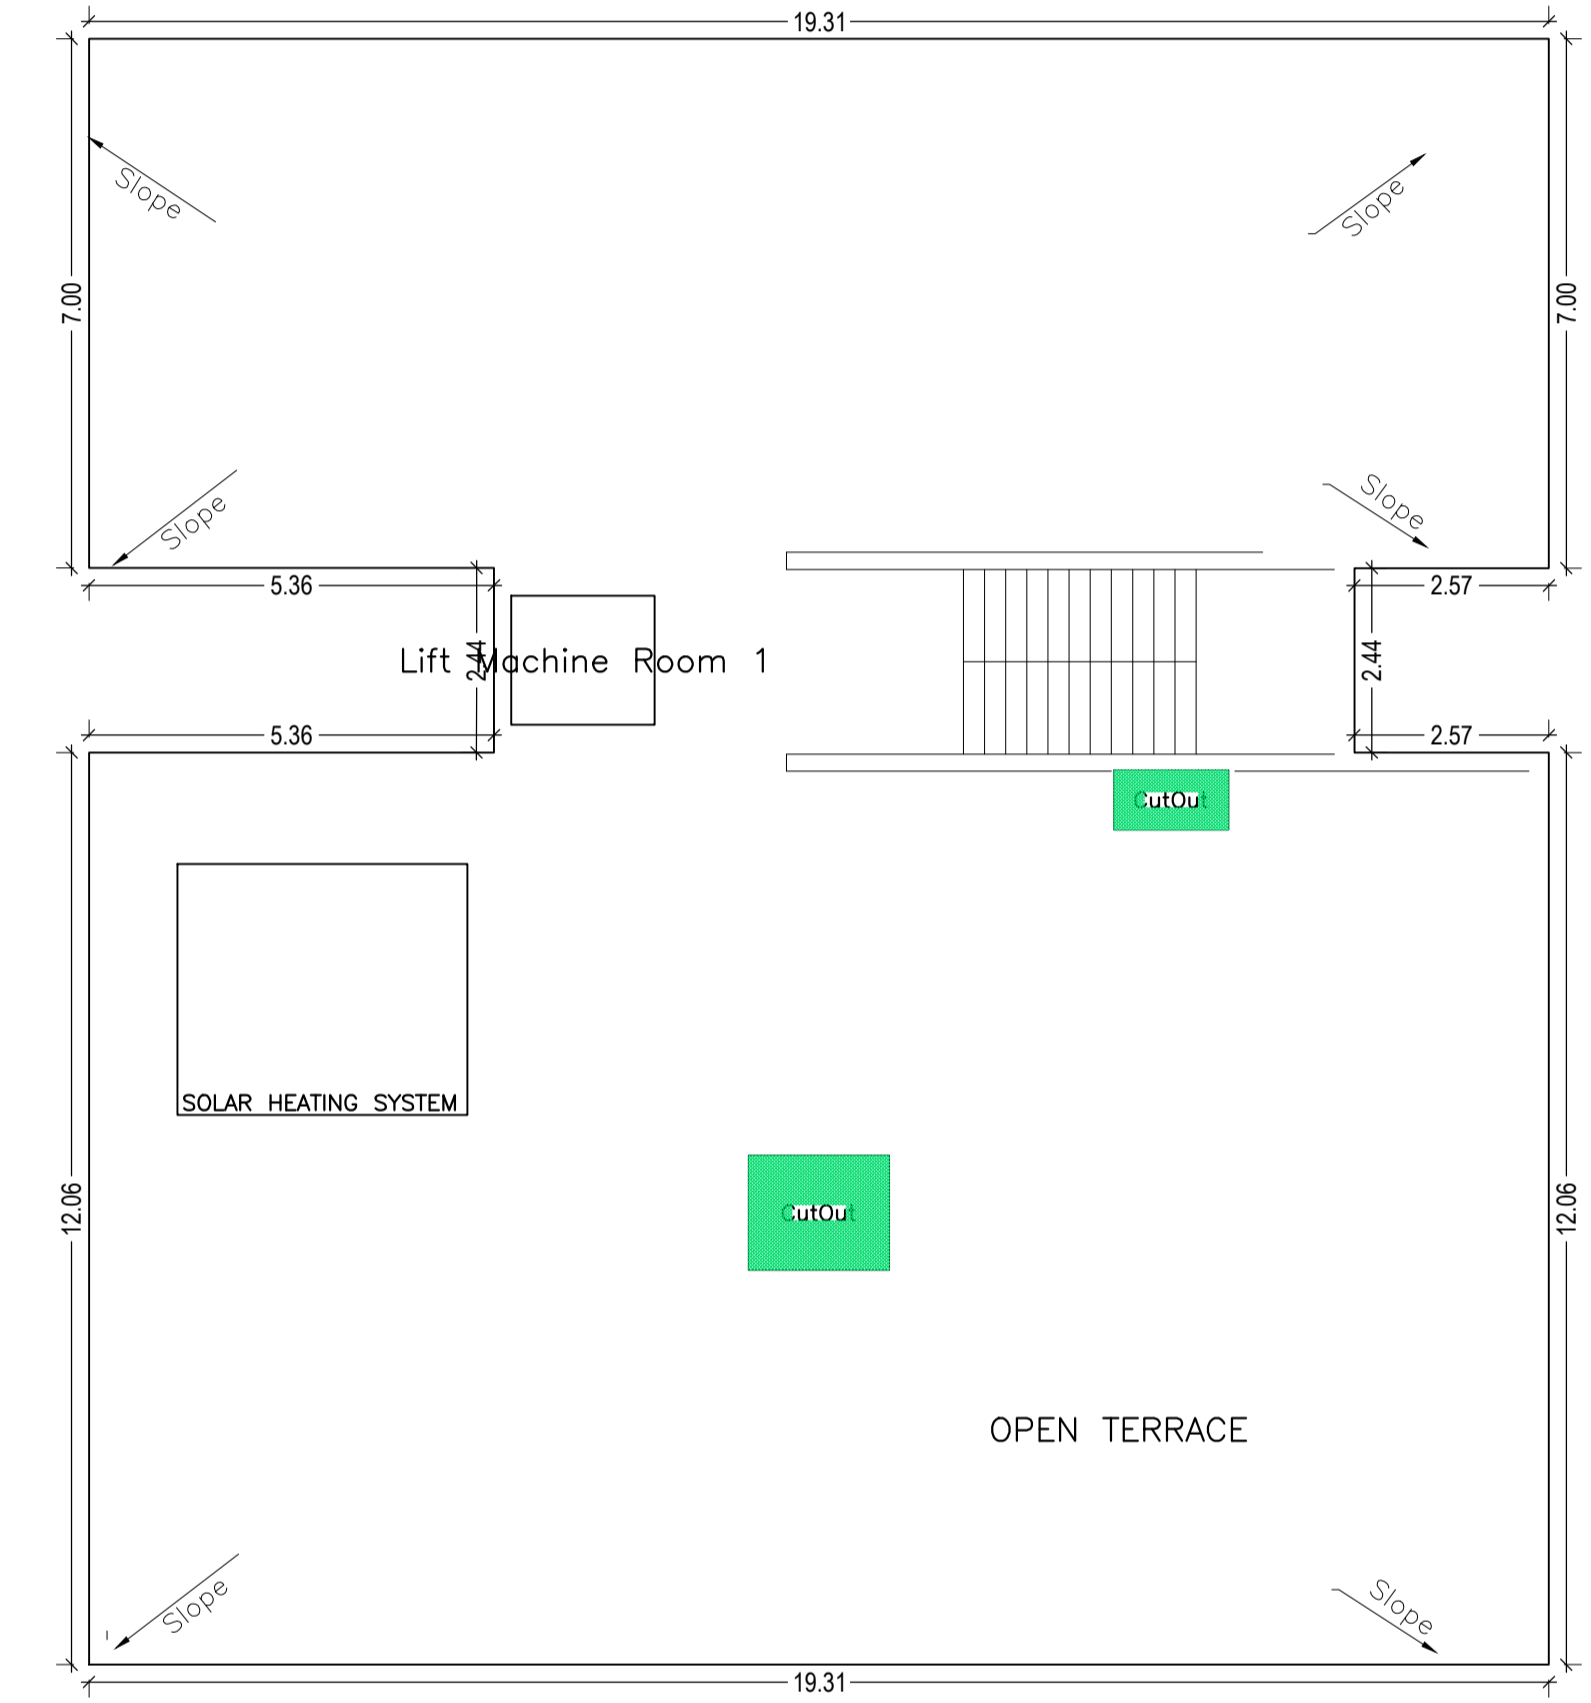 19.31
Slope
Slope
7.00
7.00
Slope
Slope
5.36
2.57
Lift Machine Room 1
2.44
2.44
5.36
2.57
CutOut
SOLAR HEATING SYSTEM
12.06
12.06
CutOut
OPEN TERRACE
Slope
Slope
19.31